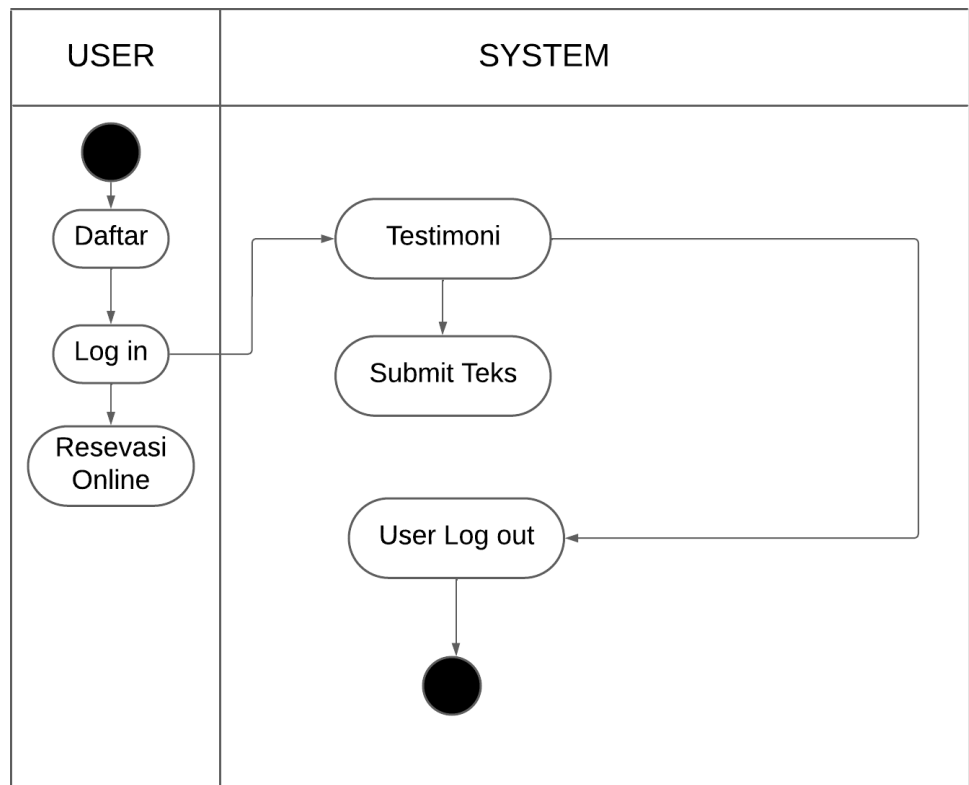 USER
SYSTEM
Daftar
Log in
Resevasi
Online
Testimoni
Submit Teks
User Log out